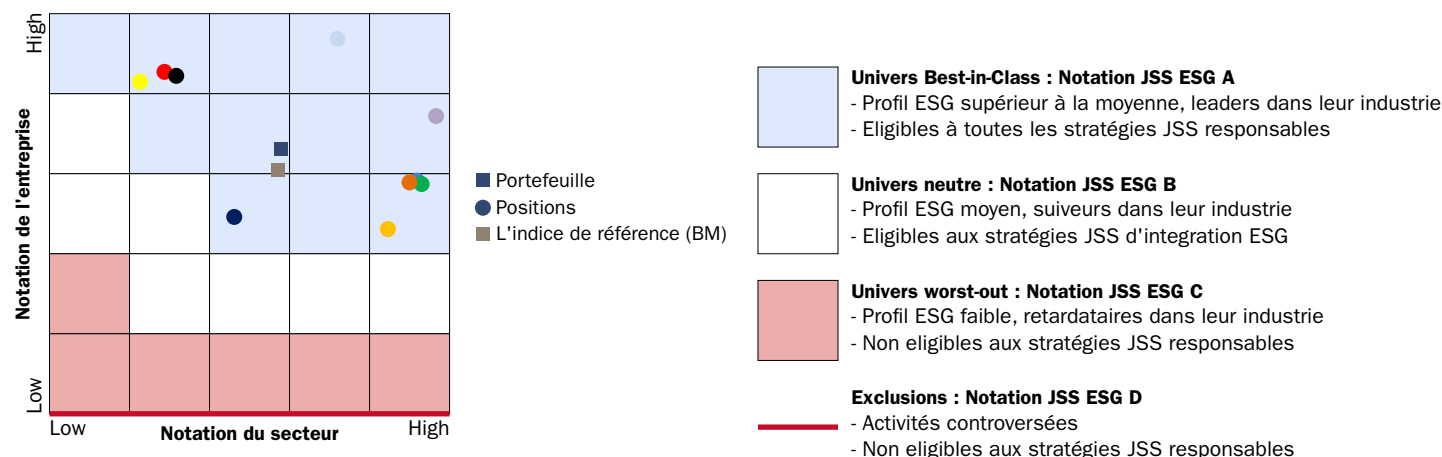 High
Notation de l'entreprise
Low
Low
Notation du secteur
High
Portefeuille
Positions
L'indice de référence (BM)
Univers Best-in-Class : Notation JSS ESG A
- Profil ESG supérieur à la moyenne, leaders dans leur industrie
- Eligibles à toutes les stratégies JSS responsables
Univers neutre : Notation JSS ESG B
- Profil ESG moyen, suiveurs dans leur industrie
- Eligibles aux stratégies JSS d'integration ESG
Univers worst-out : Notation JSS ESG C
- Profil ESG faible, retardataires dans leur industrie
- Non eligibles aux stratégies JSS responsables
Exclusions : Notation JSS ESG D
- Activités controversées
- Non eligibles aux stratégies JSS responsables